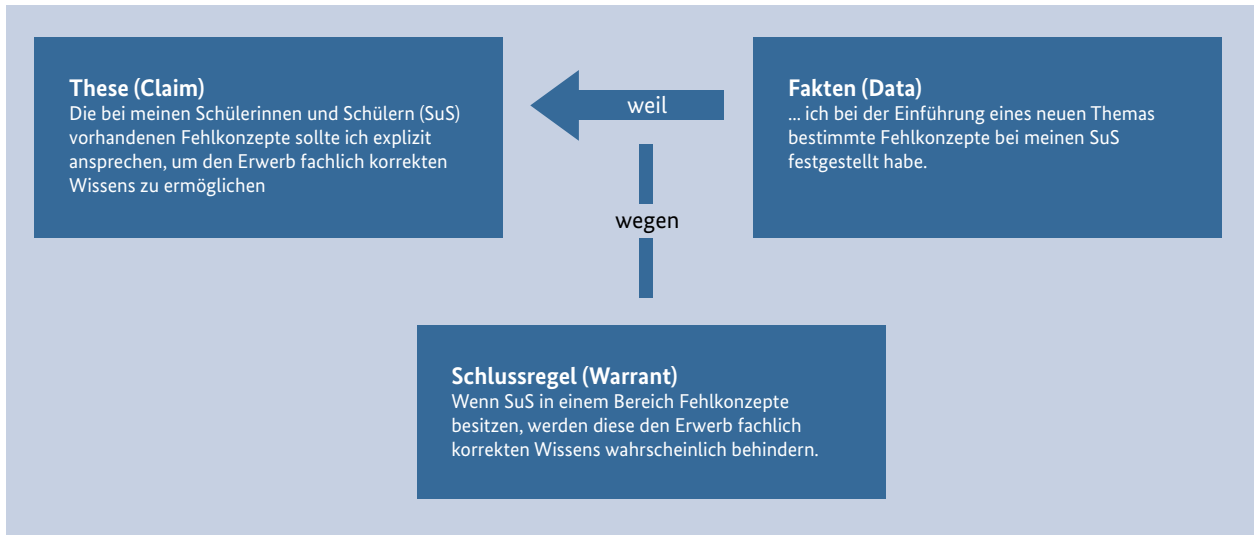 These (Claim)
Die bei meinen Schülerinnen und Schülern (SuS)
vorhandenen Fehlkonzepte sollte ich explizit
ansprechen, um den Erwerb fachlich korrekten
Wissens zu ermöglichen
weil
Fakten (Data)
... ich bei der Einführung eines neuen Themas
bestimmte Fehlkonzepte bei meinen SuS
festgestellt habe.
wegen
Schlussregel (Warrant)
Wenn SuS in einem Bereich Fehlkonzepte
besitzen, werden diese den Erwerb fachlich
korrekten Wissens wahrscheinlich behindern.